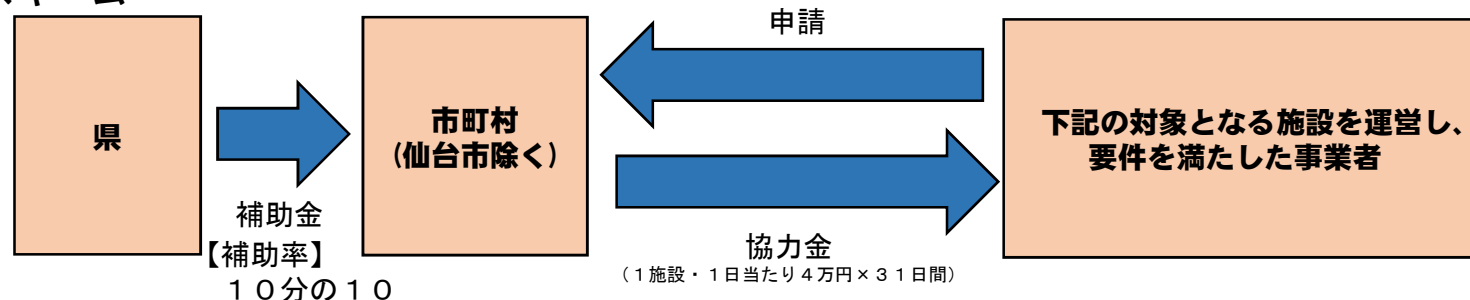 申請
県
市町村
(仙台市除く)
下記の対象となる施設を運営し、
要件を満たした事業者
補助金
【補助率】
１０分の１０
協力金
（１施設・１日当たり４万円×３１日間）